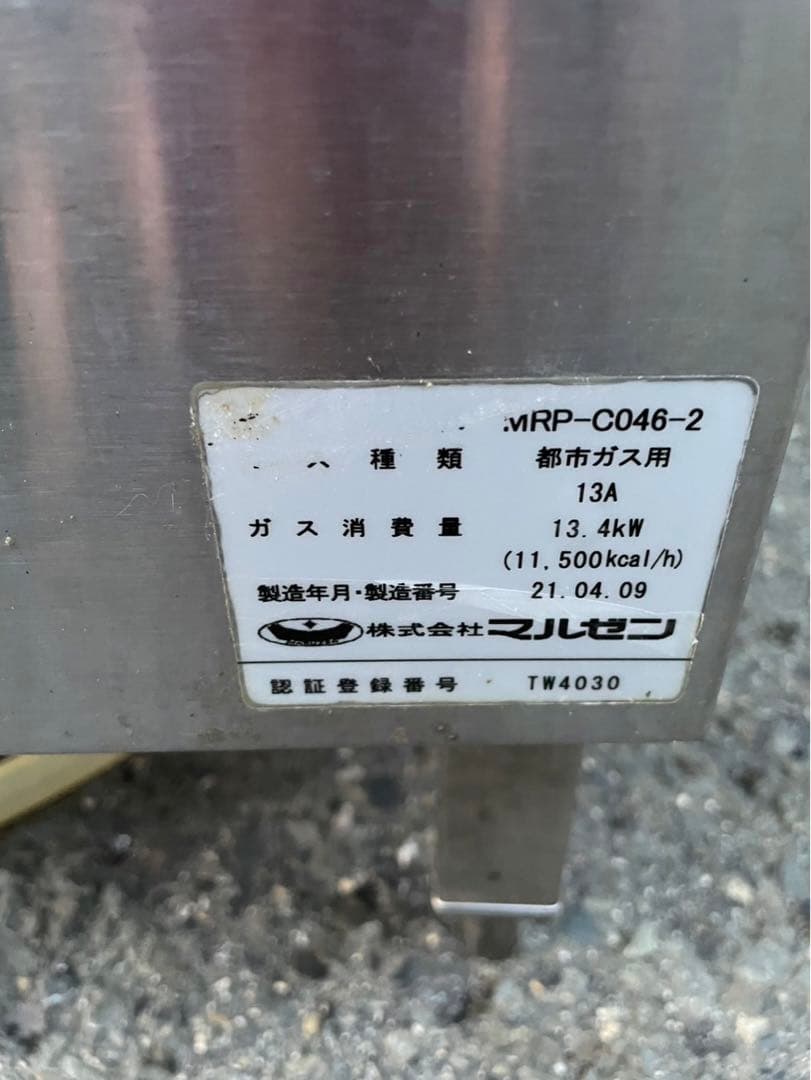 MRP-C046-2
種類 都市ガス用
13A
ガス消費量 13.4kW
(11,500kcal/h)
製造年月・製造番号 21.04.09
株式会社マルゼン
認証登録番号 TW4030